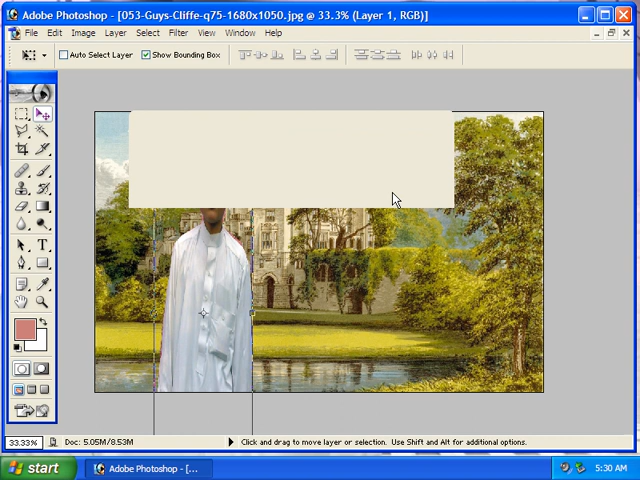 Adobe Photoshop - [053-Guys-Cliffe-q75-1680x1050.jpg @ 33.3% (Layer 1, RGB)]
File Edit Image Layer Select Filter View Window Help
Auto Select Layer Show Bounding Box
33.33% Doc: 5.05M/8.53M Click and drag to move layer or selection. Use Shift and Alt for additional options.
start Adobe Photoshop - [... 5:30 AM